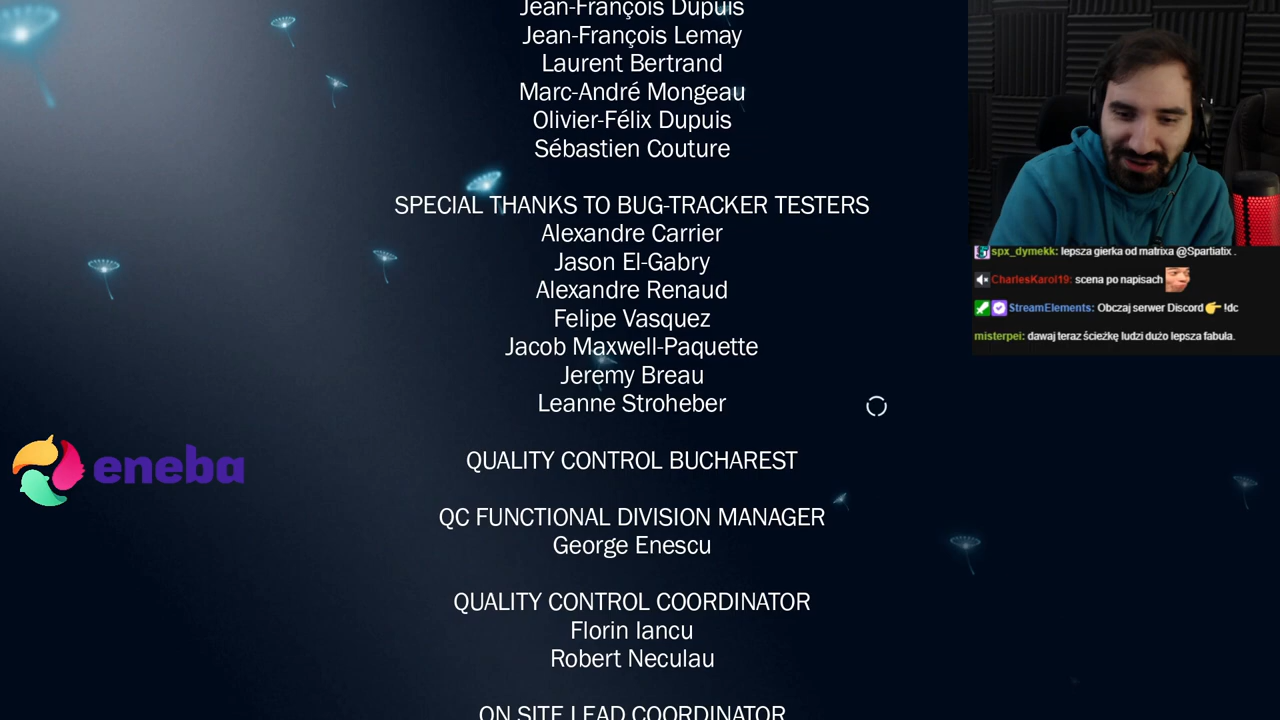 Jean-François Dupuis
Jean-François Lemay
Laurent Bertrand
Marc-André Mongeau
Olivier-Félix Dupuis
Sébastien Couture
SPECIAL THANKS TO BUG-TRACKER TESTERS
Alexandre Carrier
Jason El-Gabry
Alexandre Renaud
Felipe Vasquez
Jacob Maxwell-Paquette
Jeremy Breau
Leanne Stroheber
QUALITY CONTROL BUCHAREST
QC FUNCTIONAL DIVISION MANAGER
George Enescu
QUALITY CONTROL COORDINATOR
Florin Iancu
Robert Neculau
ON SITE LEAD COORDINATOR
eneba
spx_dymekk: lepsza gierka od matrixa @Spartiatix .
CharlesKarol19: scena po napisach
StreamElements: Obczaj serwer Discord 👉 !dc
misterpei: dawaj teraz ścieżkę ludzi dużo lepsza fabula.